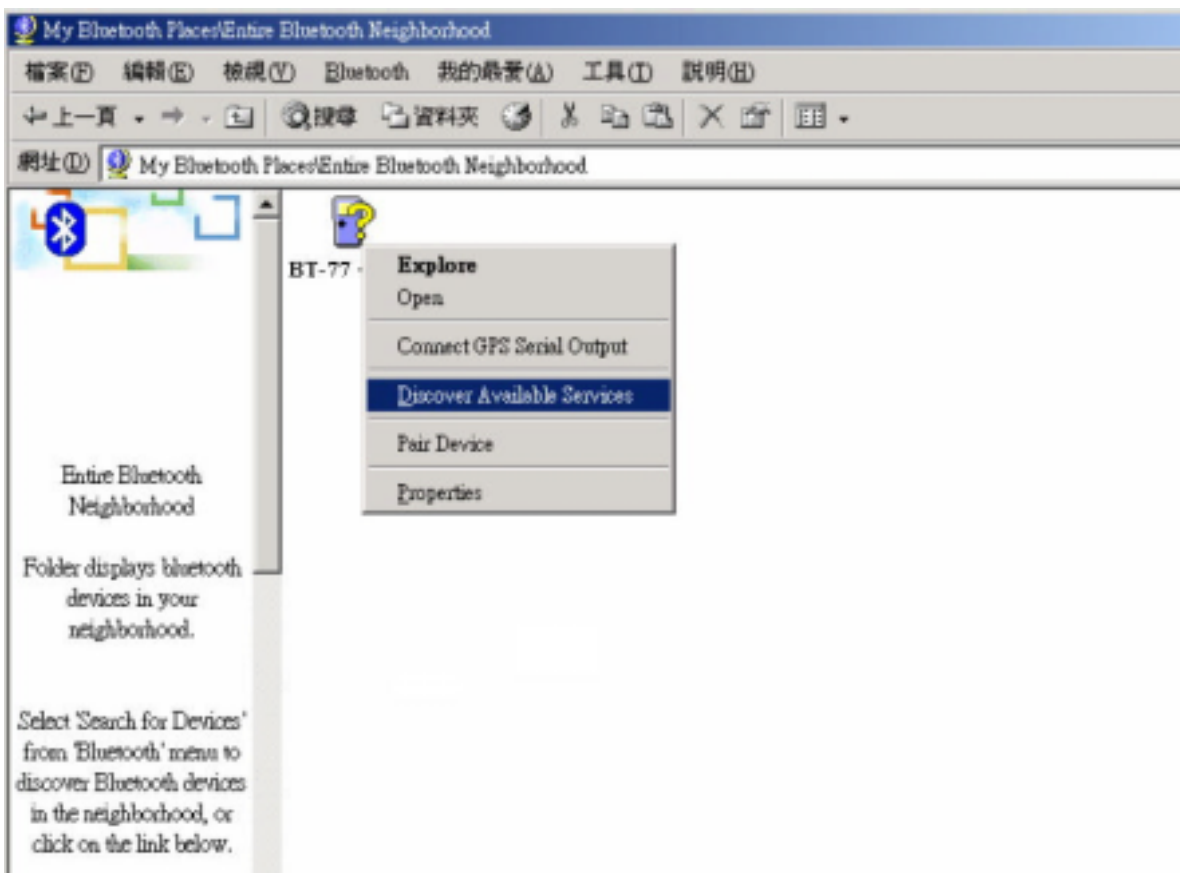 My Bluetooth Places\Entire Bluetooth Neighborhood
檔案(F) 編輯(E) 檢視(V) Bluetooth 我的最愛(A) 工具(T) 說明(H)
上一頁 搜尋 資料夾
網址(D) My Bluetooth Places\Entire Bluetooth Neighborhood
BT-77
Explore
Open
Connect GPS Serial Output
Discover Available Services
Pair Device
Properties
Entire Bluetooth
Neighborhood
Folder displays bluetooth
devices in your
neighborhood.
Select 'Search for Devices'
from 'Bluetooth' menu to
discover Bluetooth devices
in the neighborhood, or
click on the link below.